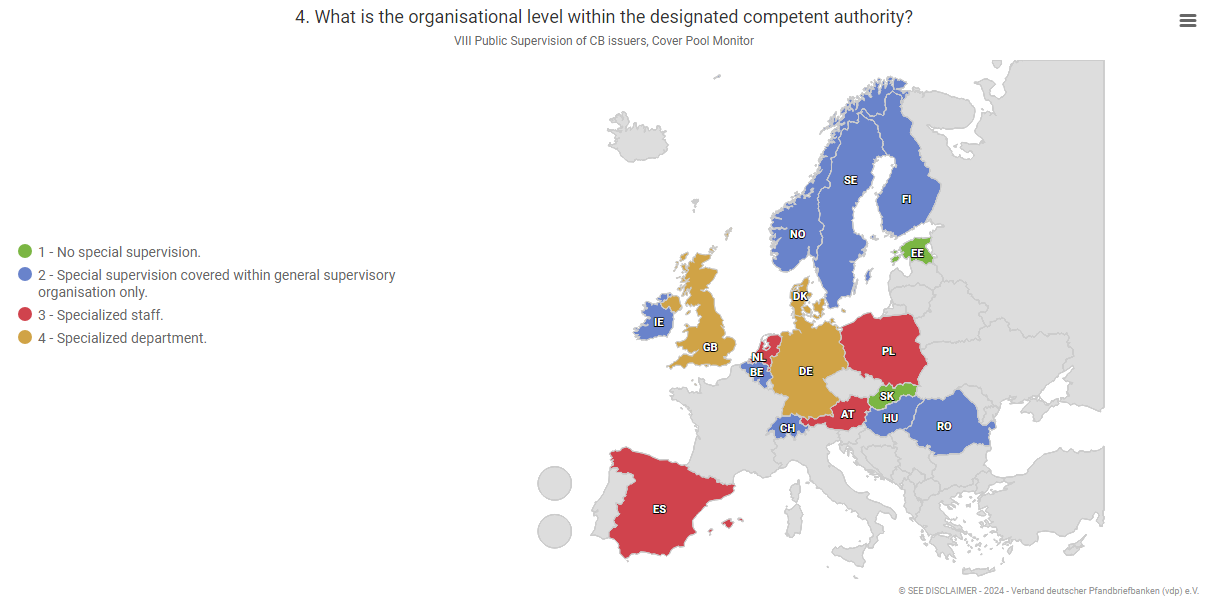 4. What is the organisational level within the designated competent authority?
VIII Public Supervision of CB issuers, Cover Pool Monitor
1 - No special supervision.
2 - Special supervision covered within general supervisory
organisation only.
3 - Specialized staff.
4 - Specialized department.
SE
FI
NO
EE
DK
IE
GB
NL
PL
BE
DE
SK
AT
HU
CH
RO
ES
© SEE DISCLAIMER - 2024 - Verband deutscher Pfandbriefbanken (vdp) e.V.